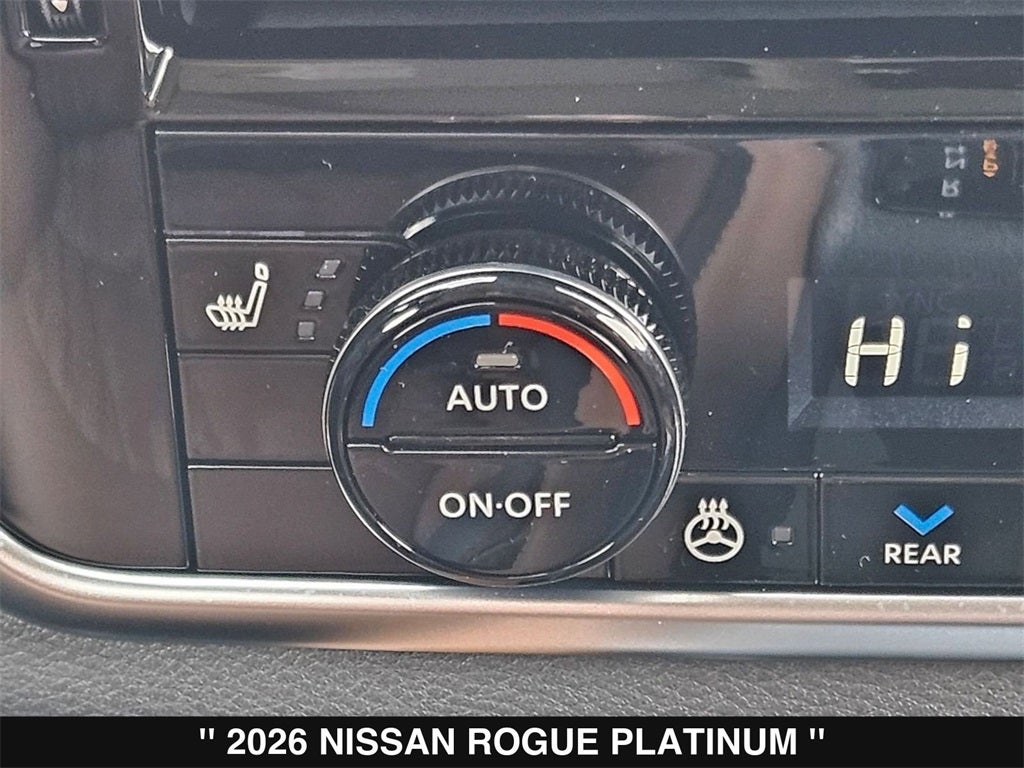 Hi
AUTO
ON·OFF
REAR
" 2026 NISSAN ROGUE PLATINUM "